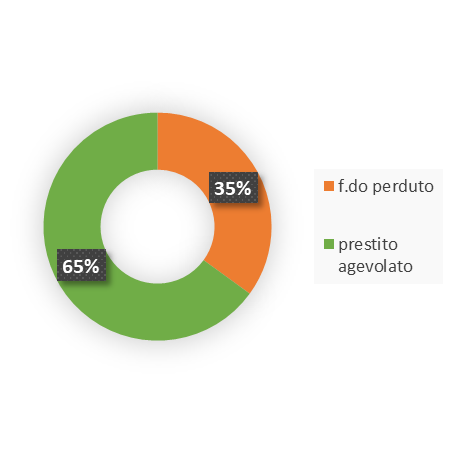 35%
f.do perduto
prestito
agevolato
65%